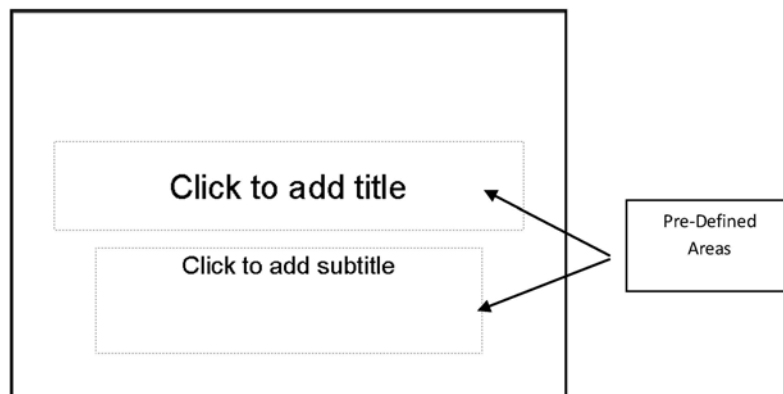 Click to add title
Click to add subtitle
Pre-Defined
Areas